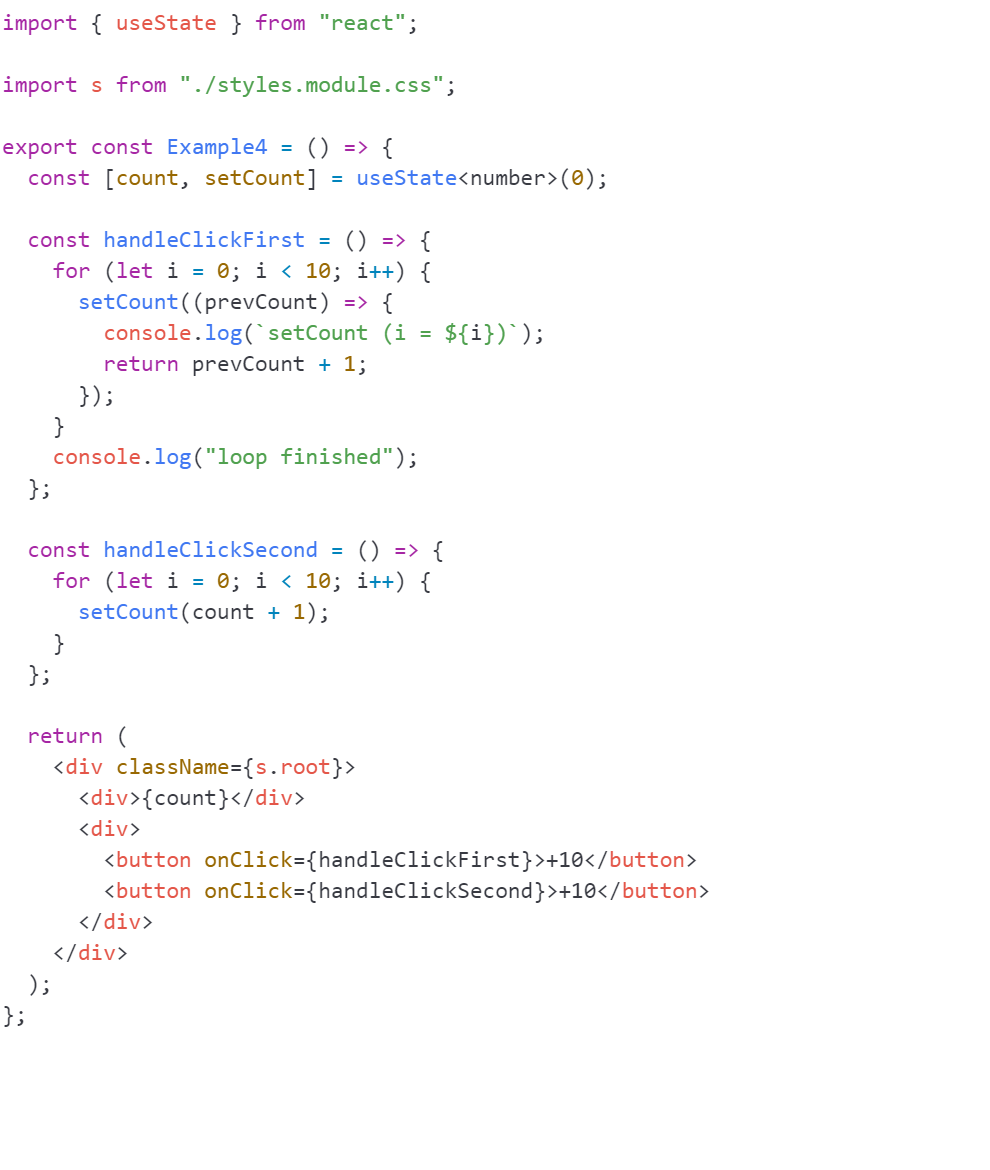 import { useState } from "react";

import s from "./styles.module.css";

export const Example4 = () => {
  const [count, setCount] = useState<number>(0);

  const handleClickFirst = () => {
    for (let i = 0; i < 10; i++) {
      setCount((prevCount) => {
        console.log(`setCount (i = ${i})`);
        return prevCount + 1;
      });
    }
    console.log("loop finished");
  };

  const handleClickSecond = () => {
    for (let i = 0; i < 10; i++) {
      setCount(count + 1);
    }
  };

  return (
    <div className={s.root}>
      <div>{count}</div>
      <div>
        <button onClick={handleClickFirst}>+10</button>
        <button onClick={handleClickSecond}>+10</button>
      </div>
    </div>
  );
};